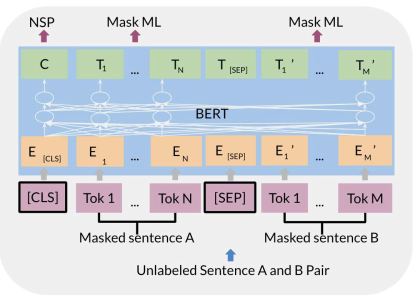 NSP Mask ML Mask ML
C T1 ... TN T[SEP] T1' ... TM'
BERT
E[CLS] E1 ... EN E[SEP] E1' ... EM'
[CLS] Tok 1 ... Tok N [SEP] Tok 1 ... Tok M
Masked sentence A Masked sentence B
Unlabeled Sentence A and B Pair